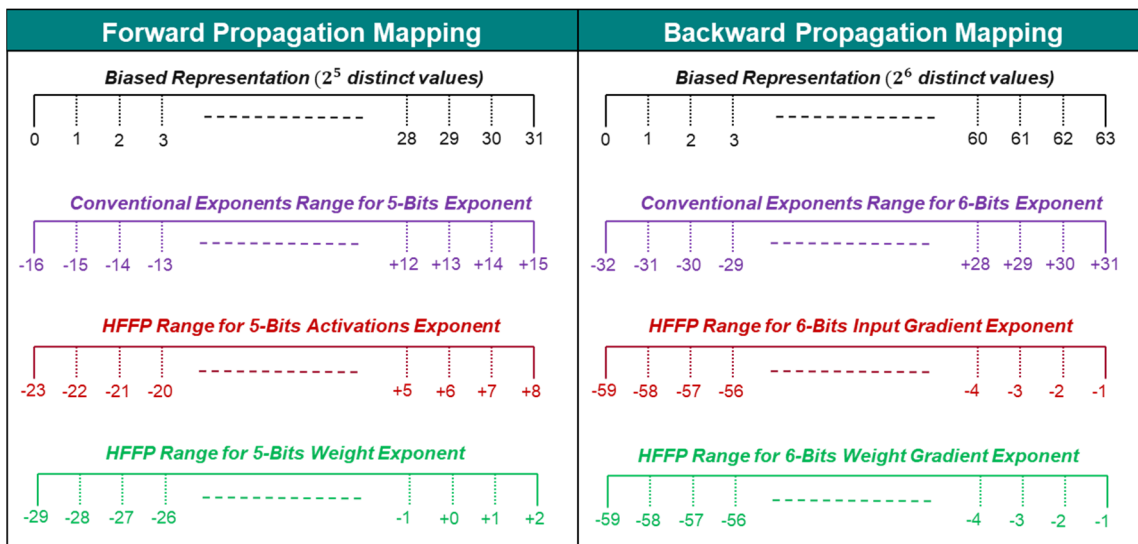 Forward Propagation Mapping
Biased Representation (2⁵ distinct values)
0 1 2 3 28 29 30 31
Conventional Exponents Range for 5-Bits Exponent
-16 -15 -14 -13 +12 +13 +14 +15
HFFP Range for 5-Bits Activations Exponent
-23 -22 -21 -20 +5 +6 +7 +8
HFFP Range for 5-Bits Weight Exponent
-29 -28 -27 -26 -1 +0 +1 +2
Backward Propagation Mapping
Biased Representation (2⁶ distinct values)
0 1 2 3 60 61 62 63
Conventional Exponents Range for 6-Bits Exponent
-32 -31 -30 -29 +28 +29 +30 +31
HFFP Range for 6-Bits Input Gradient Exponent
-59 -58 -57 -56 -4 -3 -2 -1
HFFP Range for 6-Bits Weight Gradient Exponent
-59 -58 -57 -56 -4 -3 -2 -1